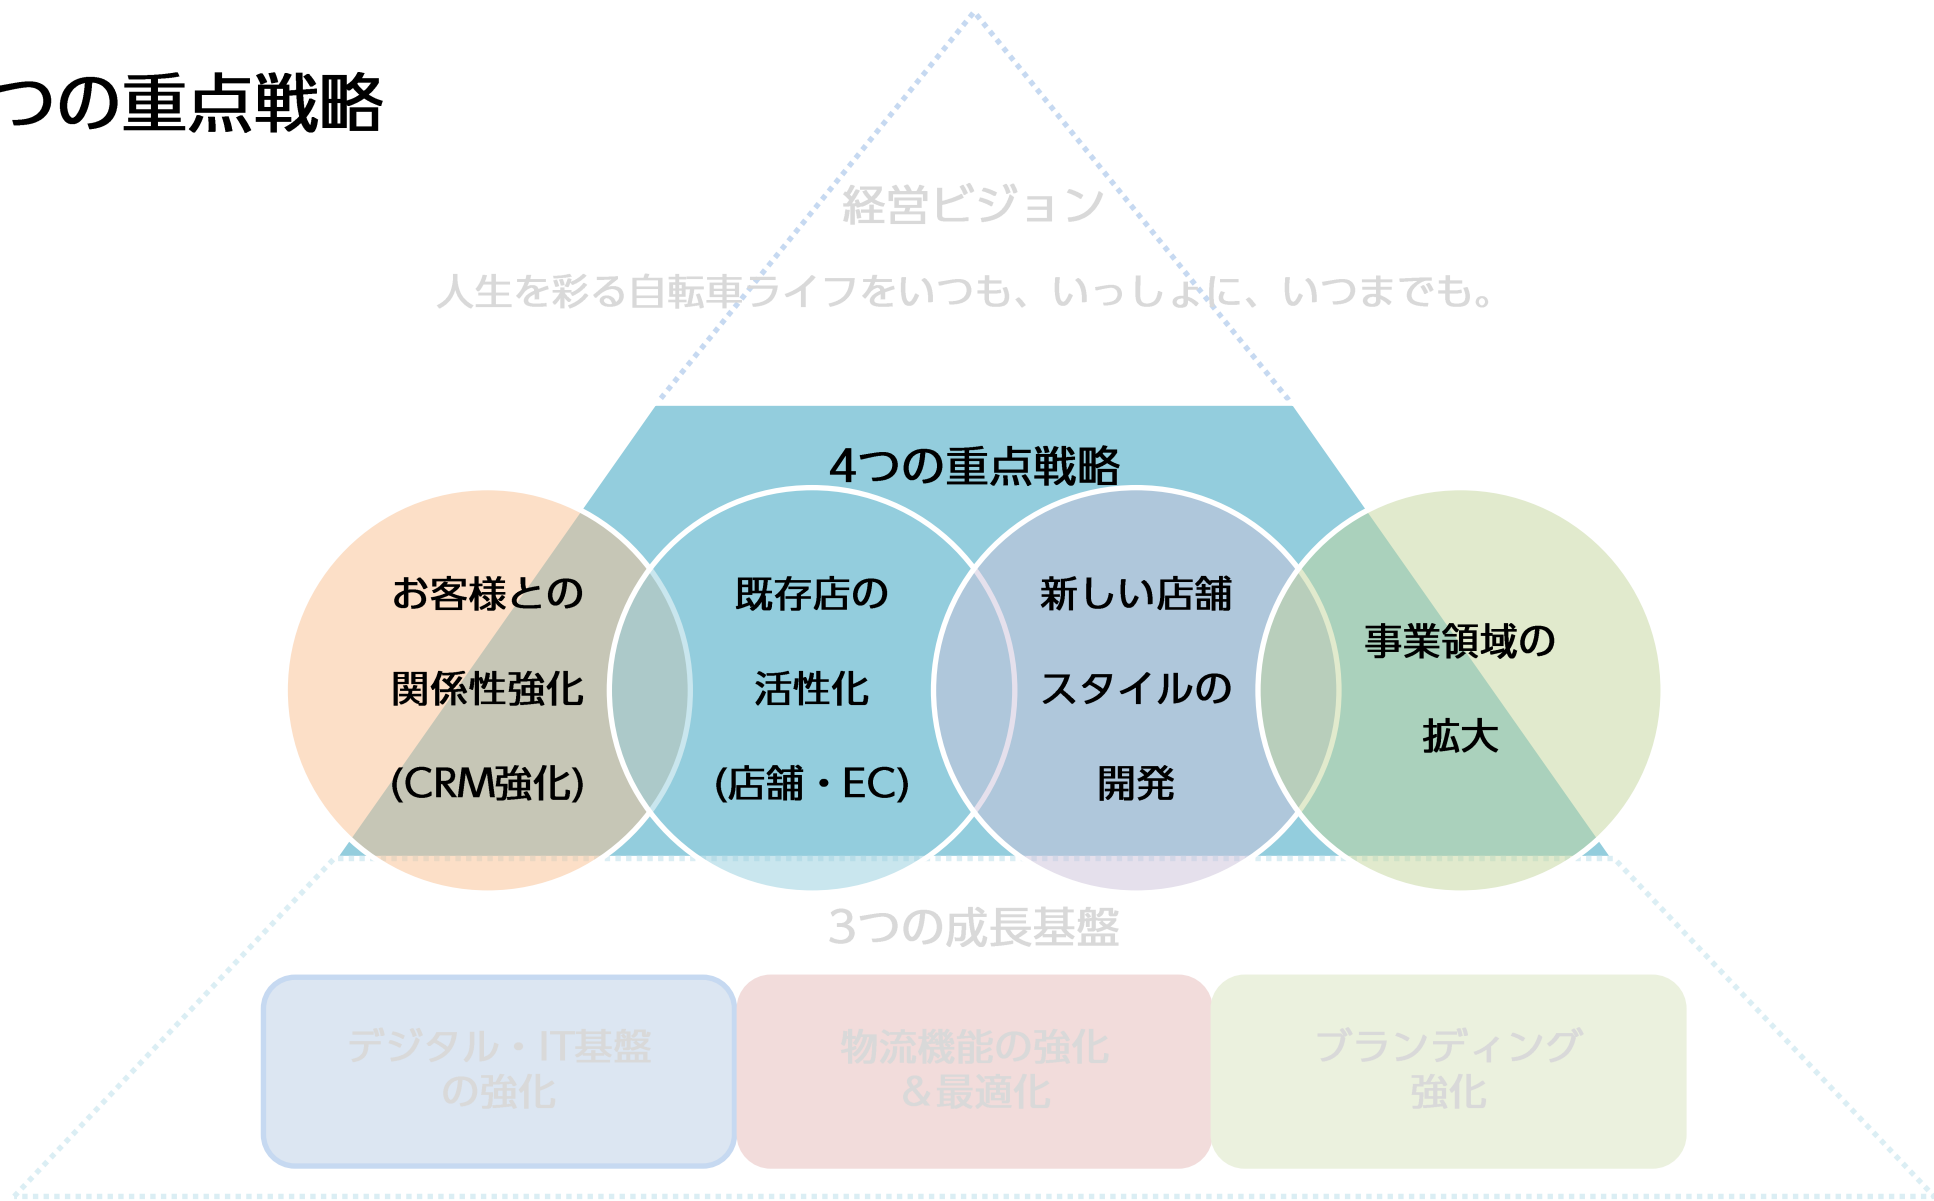 つの重点戦略
経営ビジョン
人生を彩る自転車ライフをいつも、いっしょに、いつまでも。
4つの重点戦略
お客様との
関係性強化
(CRM強化)
既存店の
活性化
(店舗・EC)
新しい店舗
スタイルの
開発
事業領域の
拡大
3つの成長基盤
デジタル・IT基盤
の強化
物流機能の強化
＆最適化
ブランディング
強化